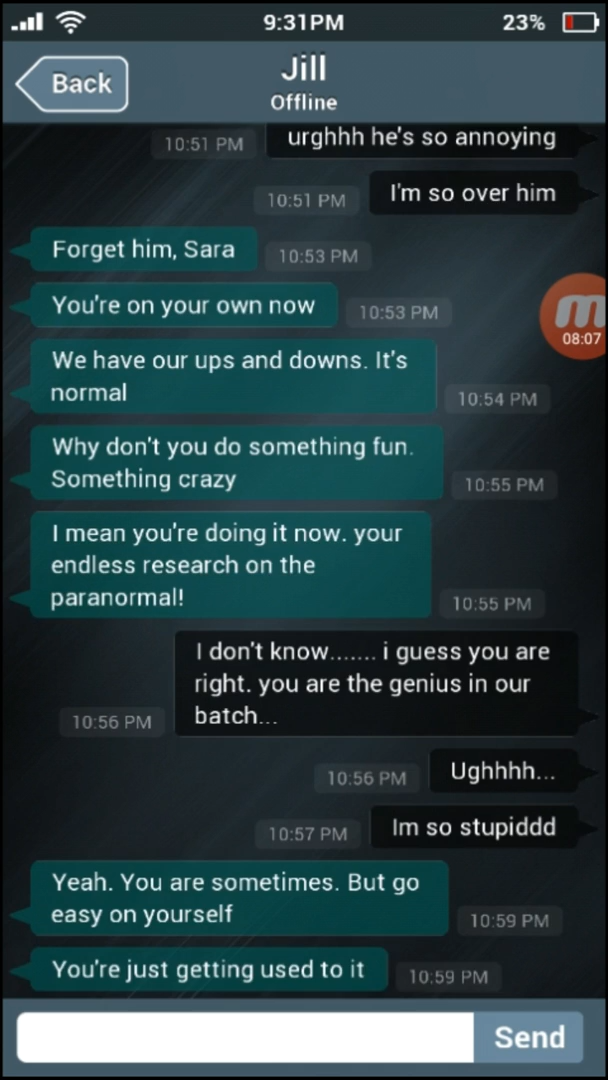 9:31PM
23%
Back
Jill
Offline
10:51 PM
urghhh he's so annoying
10:51 PM
I'm so over him
Forget him, Sara
10:53 PM
You're on your own now
10:53 PM
08:07
We have our ups and downs. It's
normal
10:54 PM
Why don't you do something fun.
Something crazy
10:55 PM
I mean you're doing it now. your
endless research on the
paranormal!
10:55 PM
I don't know....... i guess you are
right. you are the genius in our
batch...
10:56 PM
Ughhhh...
10:56 PM
Im so stupiddd
10:57 PM
Yeah. You are sometimes. But go
easy on yourself
10:59 PM
You're just getting used to it
10:59 PM
Send